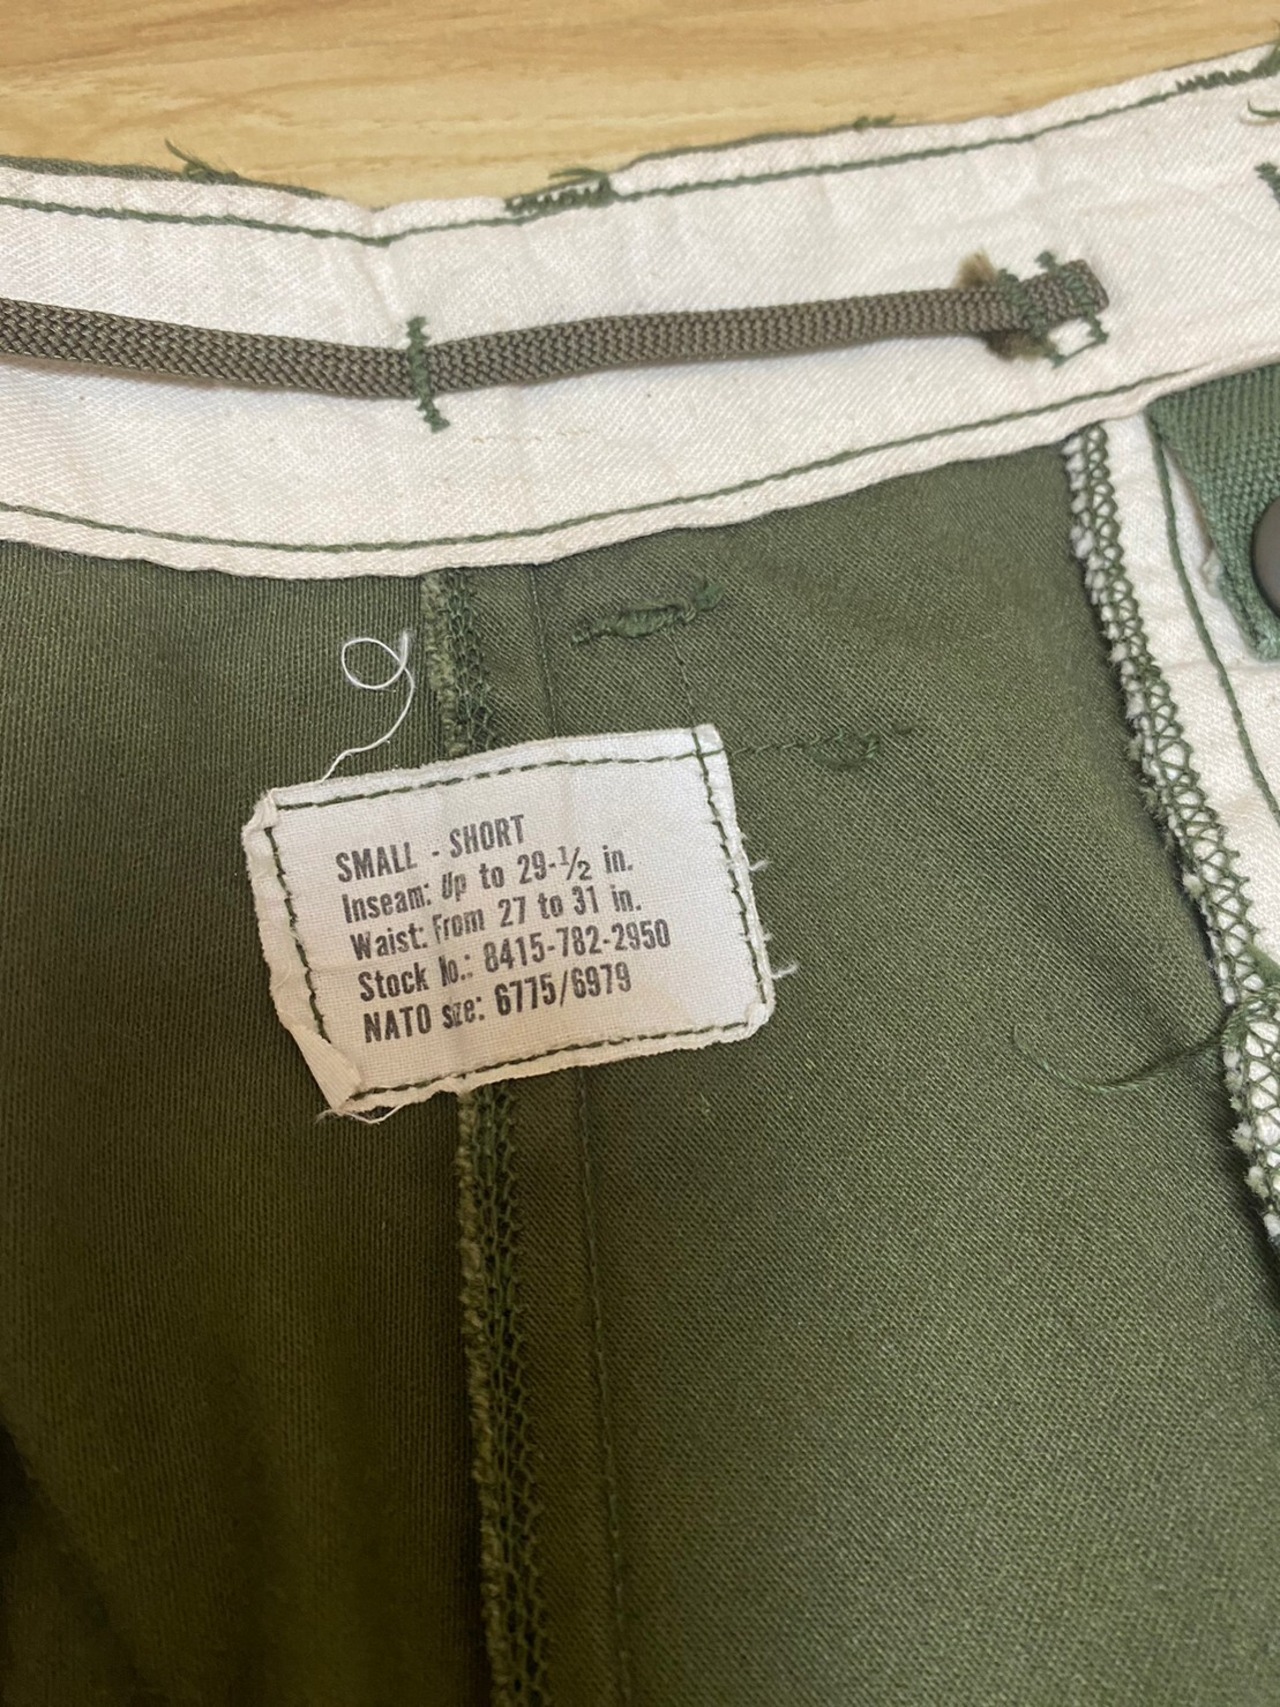 SMALL - SHORT
Inseam: Up to 29-1/2 in.
Waist: From 27 to 31 in.
Stock No.: 8415-782-2950
NATO size: 6775/6979